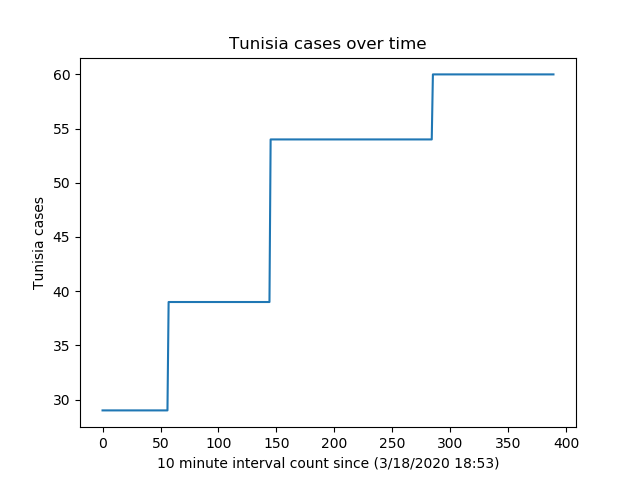 Tunisia cases over time
60
55
50
45
40
35
30
Tunisia cases
0 50 100 150 200 250 300 350 400
10 minute interval count since (3/18/2020 18:53)